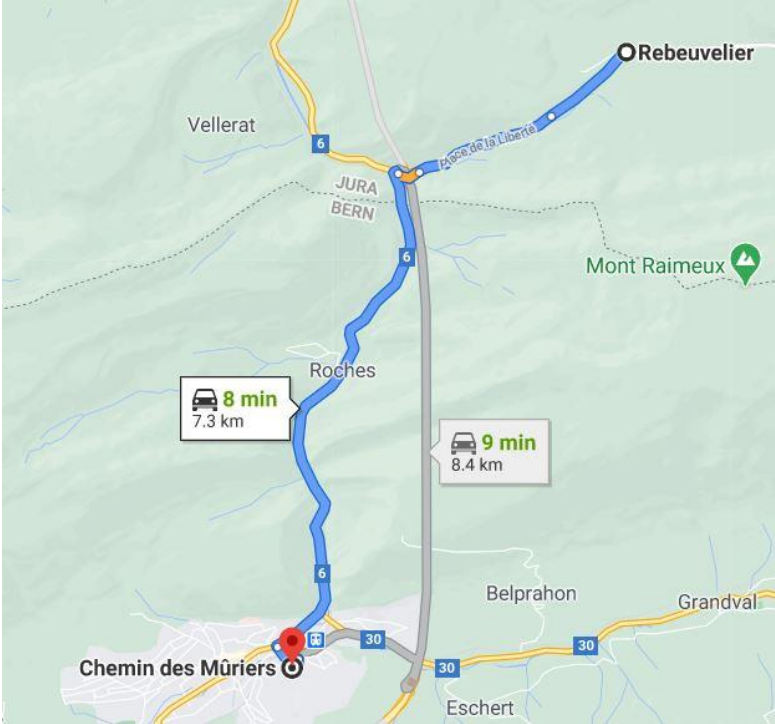 Rebeuvelier
Vellerat
6
Place de la Liberté
JURA
BERN
6
Mont Raimeux
Roches
8 min
7.3 km
9 min
8.4 km
6
Belprahon
Grandval
30
30
30
Chemin des Mûriers
Eschert